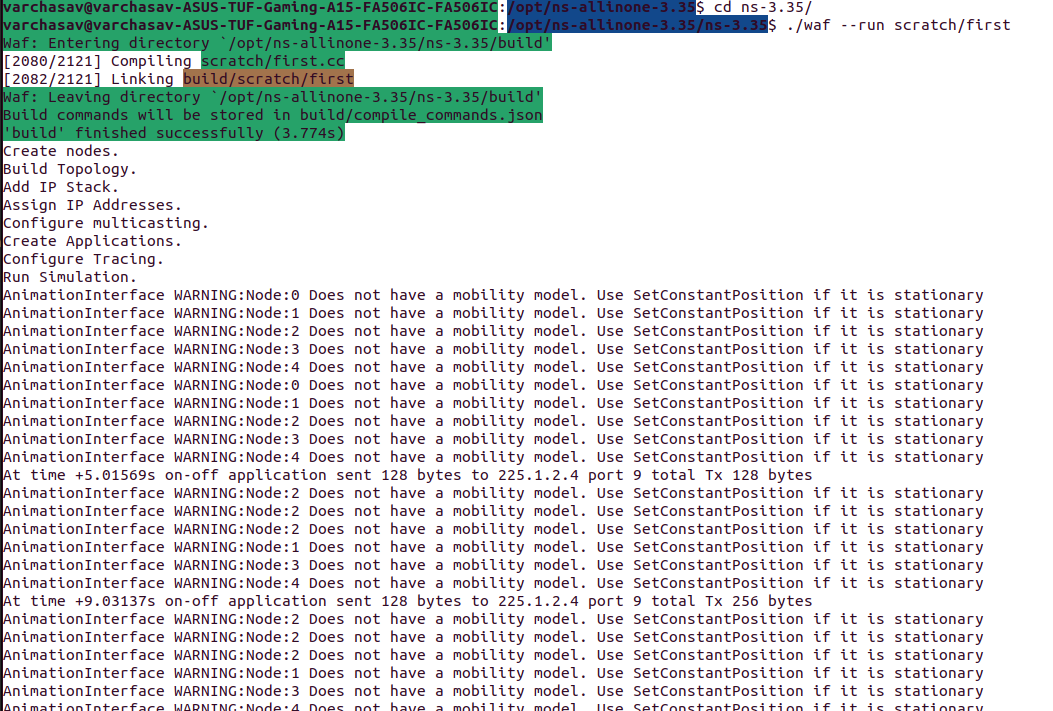 varchasav@varchasav-ASUS-TUF-Gaming-A15-FA506IC-FA506IC:/opt/ns-allinone-3.35$ cd ns-3.35/
varchasav@varchasav-ASUS-TUF-Gaming-A15-FA506IC-FA506IC:/opt/ns-allinone-3.35/ns-3.35$ ./waf --run scratch/first
Waf: Entering directory `/opt/ns-allinone-3.35/ns-3.35/build'
[2080/2121] Compiling scratch/first.cc
[2082/2121] Linking build/scratch/first
Waf: Leaving directory `/opt/ns-allinone-3.35/ns-3.35/build'
Build commands will be stored in build/compile_commands.json
'build' finished successfully (3.774s)
Create nodes.
Build Topology.
Add IP Stack.
Assign IP Addresses.
Configure multicasting.
Create Applications.
Configure Tracing.
Run Simulation.
AnimationInterface WARNING:Node:0 Does not have a mobility model. Use SetConstantPosition if it is stationary
AnimationInterface WARNING:Node:1 Does not have a mobility model. Use SetConstantPosition if it is stationary
AnimationInterface WARNING:Node:2 Does not have a mobility model. Use SetConstantPosition if it is stationary
AnimationInterface WARNING:Node:3 Does not have a mobility model. Use SetConstantPosition if it is stationary
AnimationInterface WARNING:Node:4 Does not have a mobility model. Use SetConstantPosition if it is stationary
AnimationInterface WARNING:Node:0 Does not have a mobility model. Use SetConstantPosition if it is stationary
AnimationInterface WARNING:Node:1 Does not have a mobility model. Use SetConstantPosition if it is stationary
AnimationInterface WARNING:Node:2 Does not have a mobility model. Use SetConstantPosition if it is stationary
AnimationInterface WARNING:Node:3 Does not have a mobility model. Use SetConstantPosition if it is stationary
AnimationInterface WARNING:Node:4 Does not have a mobility model. Use SetConstantPosition if it is stationary
At time +5.01569s on-off application sent 128 bytes to 225.1.2.4 port 9 total Tx 128 bytes
AnimationInterface WARNING:Node:2 Does not have a mobility model. Use SetConstantPosition if it is stationary
AnimationInterface WARNING:Node:2 Does not have a mobility model. Use SetConstantPosition if it is stationary
AnimationInterface WARNING:Node:2 Does not have a mobility model. Use SetConstantPosition if it is stationary
AnimationInterface WARNING:Node:1 Does not have a mobility model. Use SetConstantPosition if it is stationary
AnimationInterface WARNING:Node:3 Does not have a mobility model. Use SetConstantPosition if it is stationary
AnimationInterface WARNING:Node:4 Does not have a mobility model. Use SetConstantPosition if it is stationary
At time +9.03137s on-off application sent 128 bytes to 225.1.2.4 port 9 total Tx 256 bytes
AnimationInterface WARNING:Node:2 Does not have a mobility model. Use SetConstantPosition if it is stationary
AnimationInterface WARNING:Node:2 Does not have a mobility model. Use SetConstantPosition if it is stationary
AnimationInterface WARNING:Node:2 Does not have a mobility model. Use SetConstantPosition if it is stationary
AnimationInterface WARNING:Node:1 Does not have a mobility model. Use SetConstantPosition if it is stationary
AnimationInterface WARNING:Node:3 Does not have a mobility model. Use SetConstantPosition if it is stationary
AnimationInterface WARNING:Node:4 Does not have a mobility model. Use SetConstantPosition if it is stationary